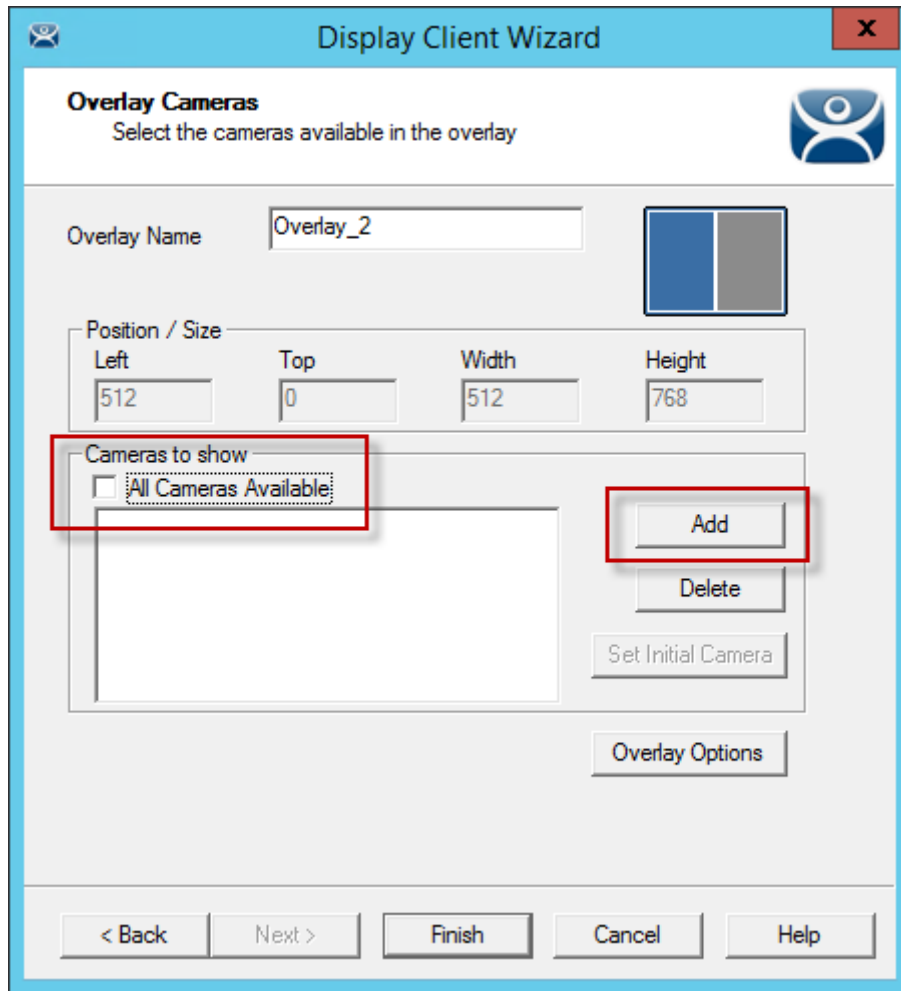 Display Client Wizard
x
Overlay Cameras
Select the cameras available in the overlay
Overlay Name
Overlay_2
Position / Size
Left Top Width Height
512 0 512 768
Cameras to show
All Cameras Available
Add
Delete
Set Initial Camera
Overlay Options
< Back Next > Finish Cancel Help